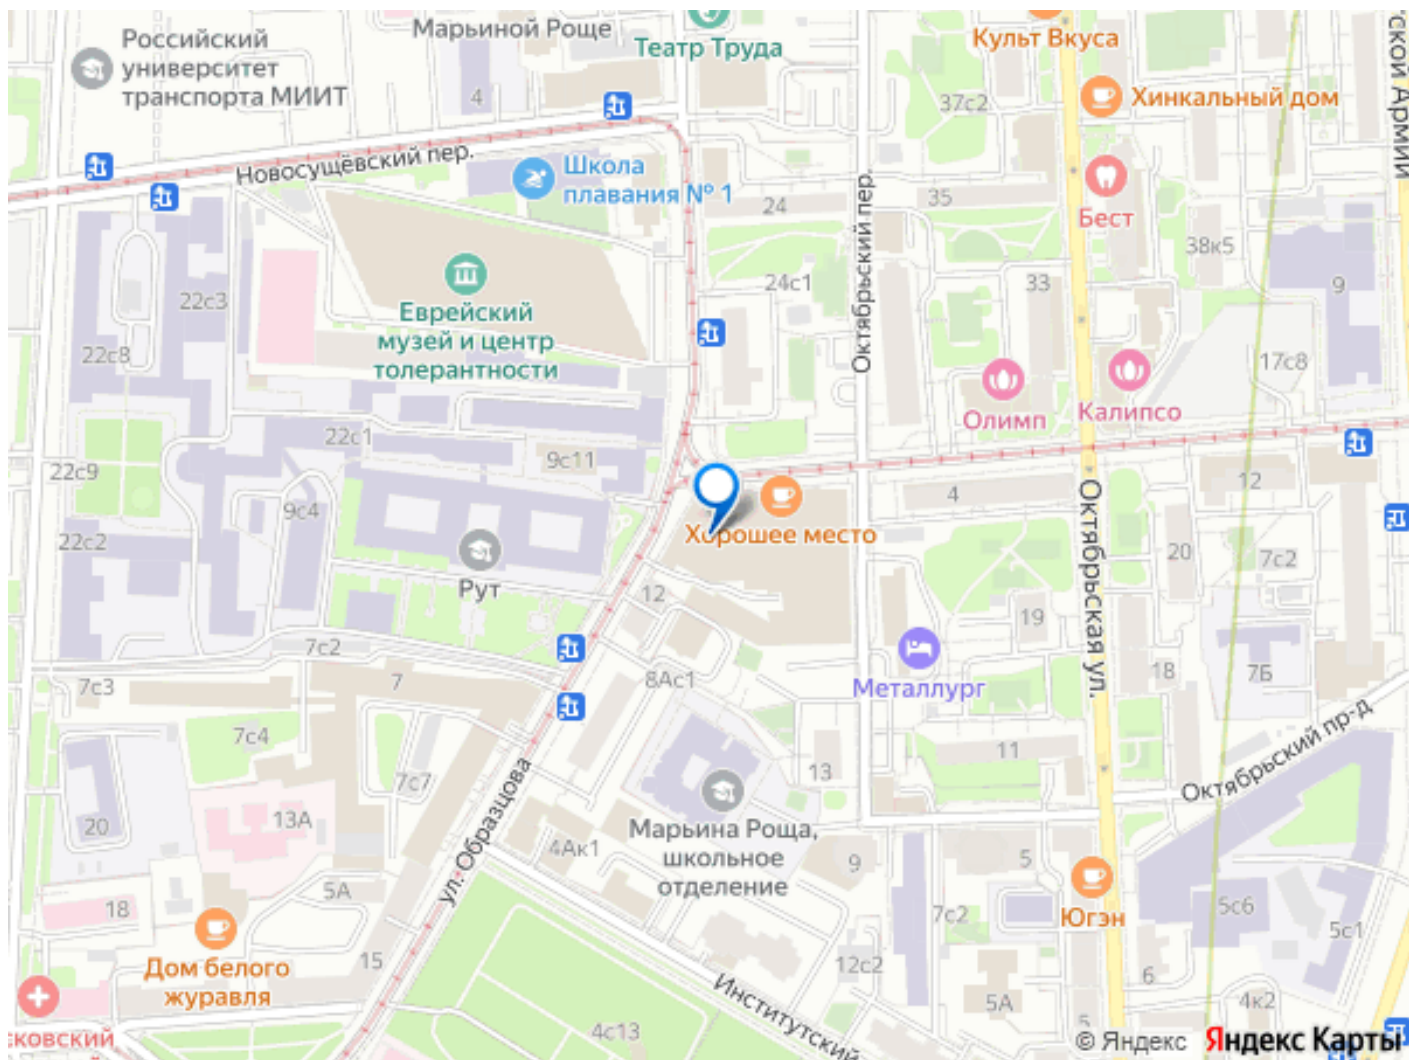 Марьиной Роще
Театр Труда
Культ Вкуса
ской Армии
Российский
университет
транспорта МИИТ
4
37с2
Хинкальный дом
Новосущёвский пер.
Школа
плавания № 1
24
35
Бест
Октябрьский пер.
38к5
22с3
24с1
33
9
Еврейский
музей и центр
толерантности
22с8
17с8
Олимп
Калипсо
22с1
9с11
22с9
9с4
4
12
Хорошее место
Октябрьская ул.
22с2
20
7с2
Рут
12
19
7с2
7с3
7
8Ас1
Металлург
18
7Б
7с4
11
Октябрьский пр-д
7с7
13
ул. Образцова
20
13А
4Ак1
Марьина Роща,
школьное
отделение
9
5
5А
18
7с2
Югэн
5с6
5с1
Дом белого
журавля
15
12с2
6
Институтский
5А
4к2
сковский
4с13
5
© Яндекс Яндекс Карты